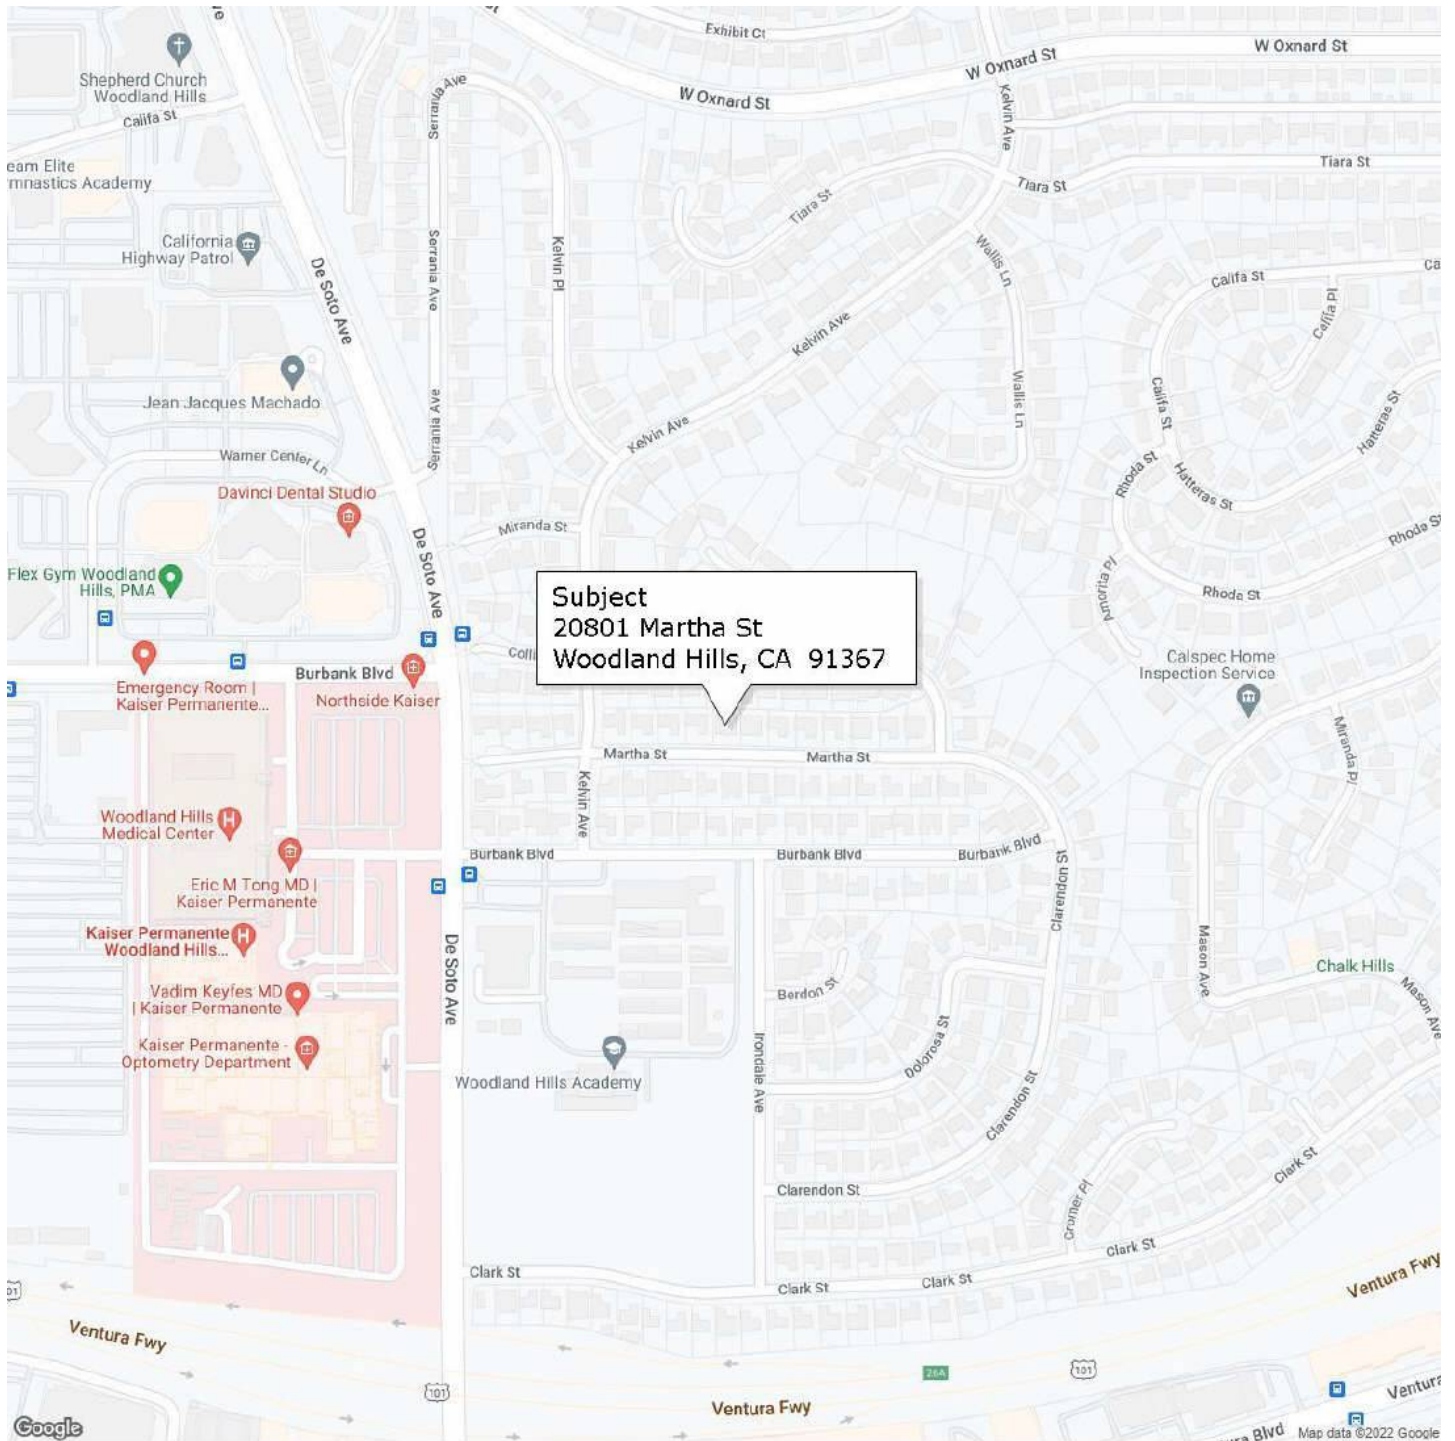 Exhibit Ct
W Oxnard St
W Oxnard St
W Oxnard St
Shepherd Church
Woodland Hills
Califa St
Serrania Ave
Kelvin Ave
eam Elite
mnastics Academy
Tiara St
Tiara St
Tiara St
California
Highway Patrol
De Soto Ave
Serrania Ave
Kelvin Pl
Wallis Ln
Califa St
Ca
Califa Pl
Kelvin Ave
Jean Jacques Machado
Serrania Ave
Wallis Ln
Califa St
Hatteras St
Kelvin Ave
Warner Center Ln
Rhoda St
Hatteras St
Davinci Dental Studio
Miranda St
Rhoda St
De Soto Ave
Flex Gym Woodland
Hills, PMA
Amorita Pl
Rhoda St
Subject
20801 Martha St
Woodland Hills, CA 91367
Colli
Burbank Blvd
Emergency Room |
Kaiser Permanente...
Northside Kaiser
Calspec Home
Inspection Service
Martha St
Martha St
Miranda Pl
Kelvin Ave
Woodland Hills
Medical Center
Burbank Blvd
Burbank Blvd
Burbank Blvd
Clarendon St
Eric M Tong MD |
Kaiser Permanente
Kaiser Permanente
Woodland Hills...
De Soto Ave
Mason Ave
Chalk Hills
Mason Ave
Vadim Keyfes MD
| Kaiser Permanente
Berdon St
Kaiser Permanente -
Optometry Department
Irondale Ave
Dolorosa St
Woodland Hills Academy
Clarendon St
Clark St
Clarendon St
Cromer Pl
Clark St
Clark St
Clark St
Clark St
Ventura Fwy
01
Ventura Fwy
26A
101
101
Ventura Fwy
Ventura
Google
ura Blvd
Map data ©2022 Google